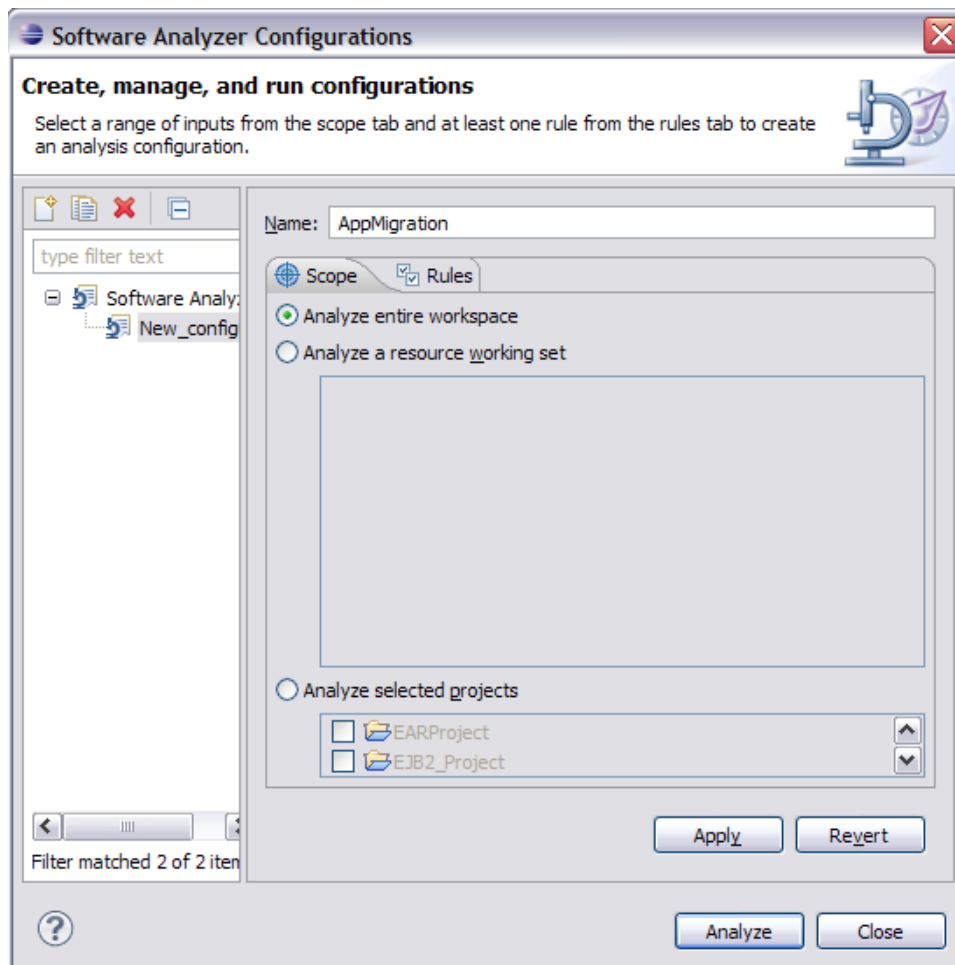 Software Analyzer Configurations
Create, manage, and run configurations
Select a range of inputs from the scope tab and at least one rule from the rules tab to create
an analysis configuration.
Name: AppMigration
type filter text
Scope Rules
Software Analyz
New_config
Analyze entire workspace
Analyze a resource working set
Analyze selected projects
EARProject
EJB2_Project
Apply Revert
Filter matched 2 of 2 item
? Analyze Close